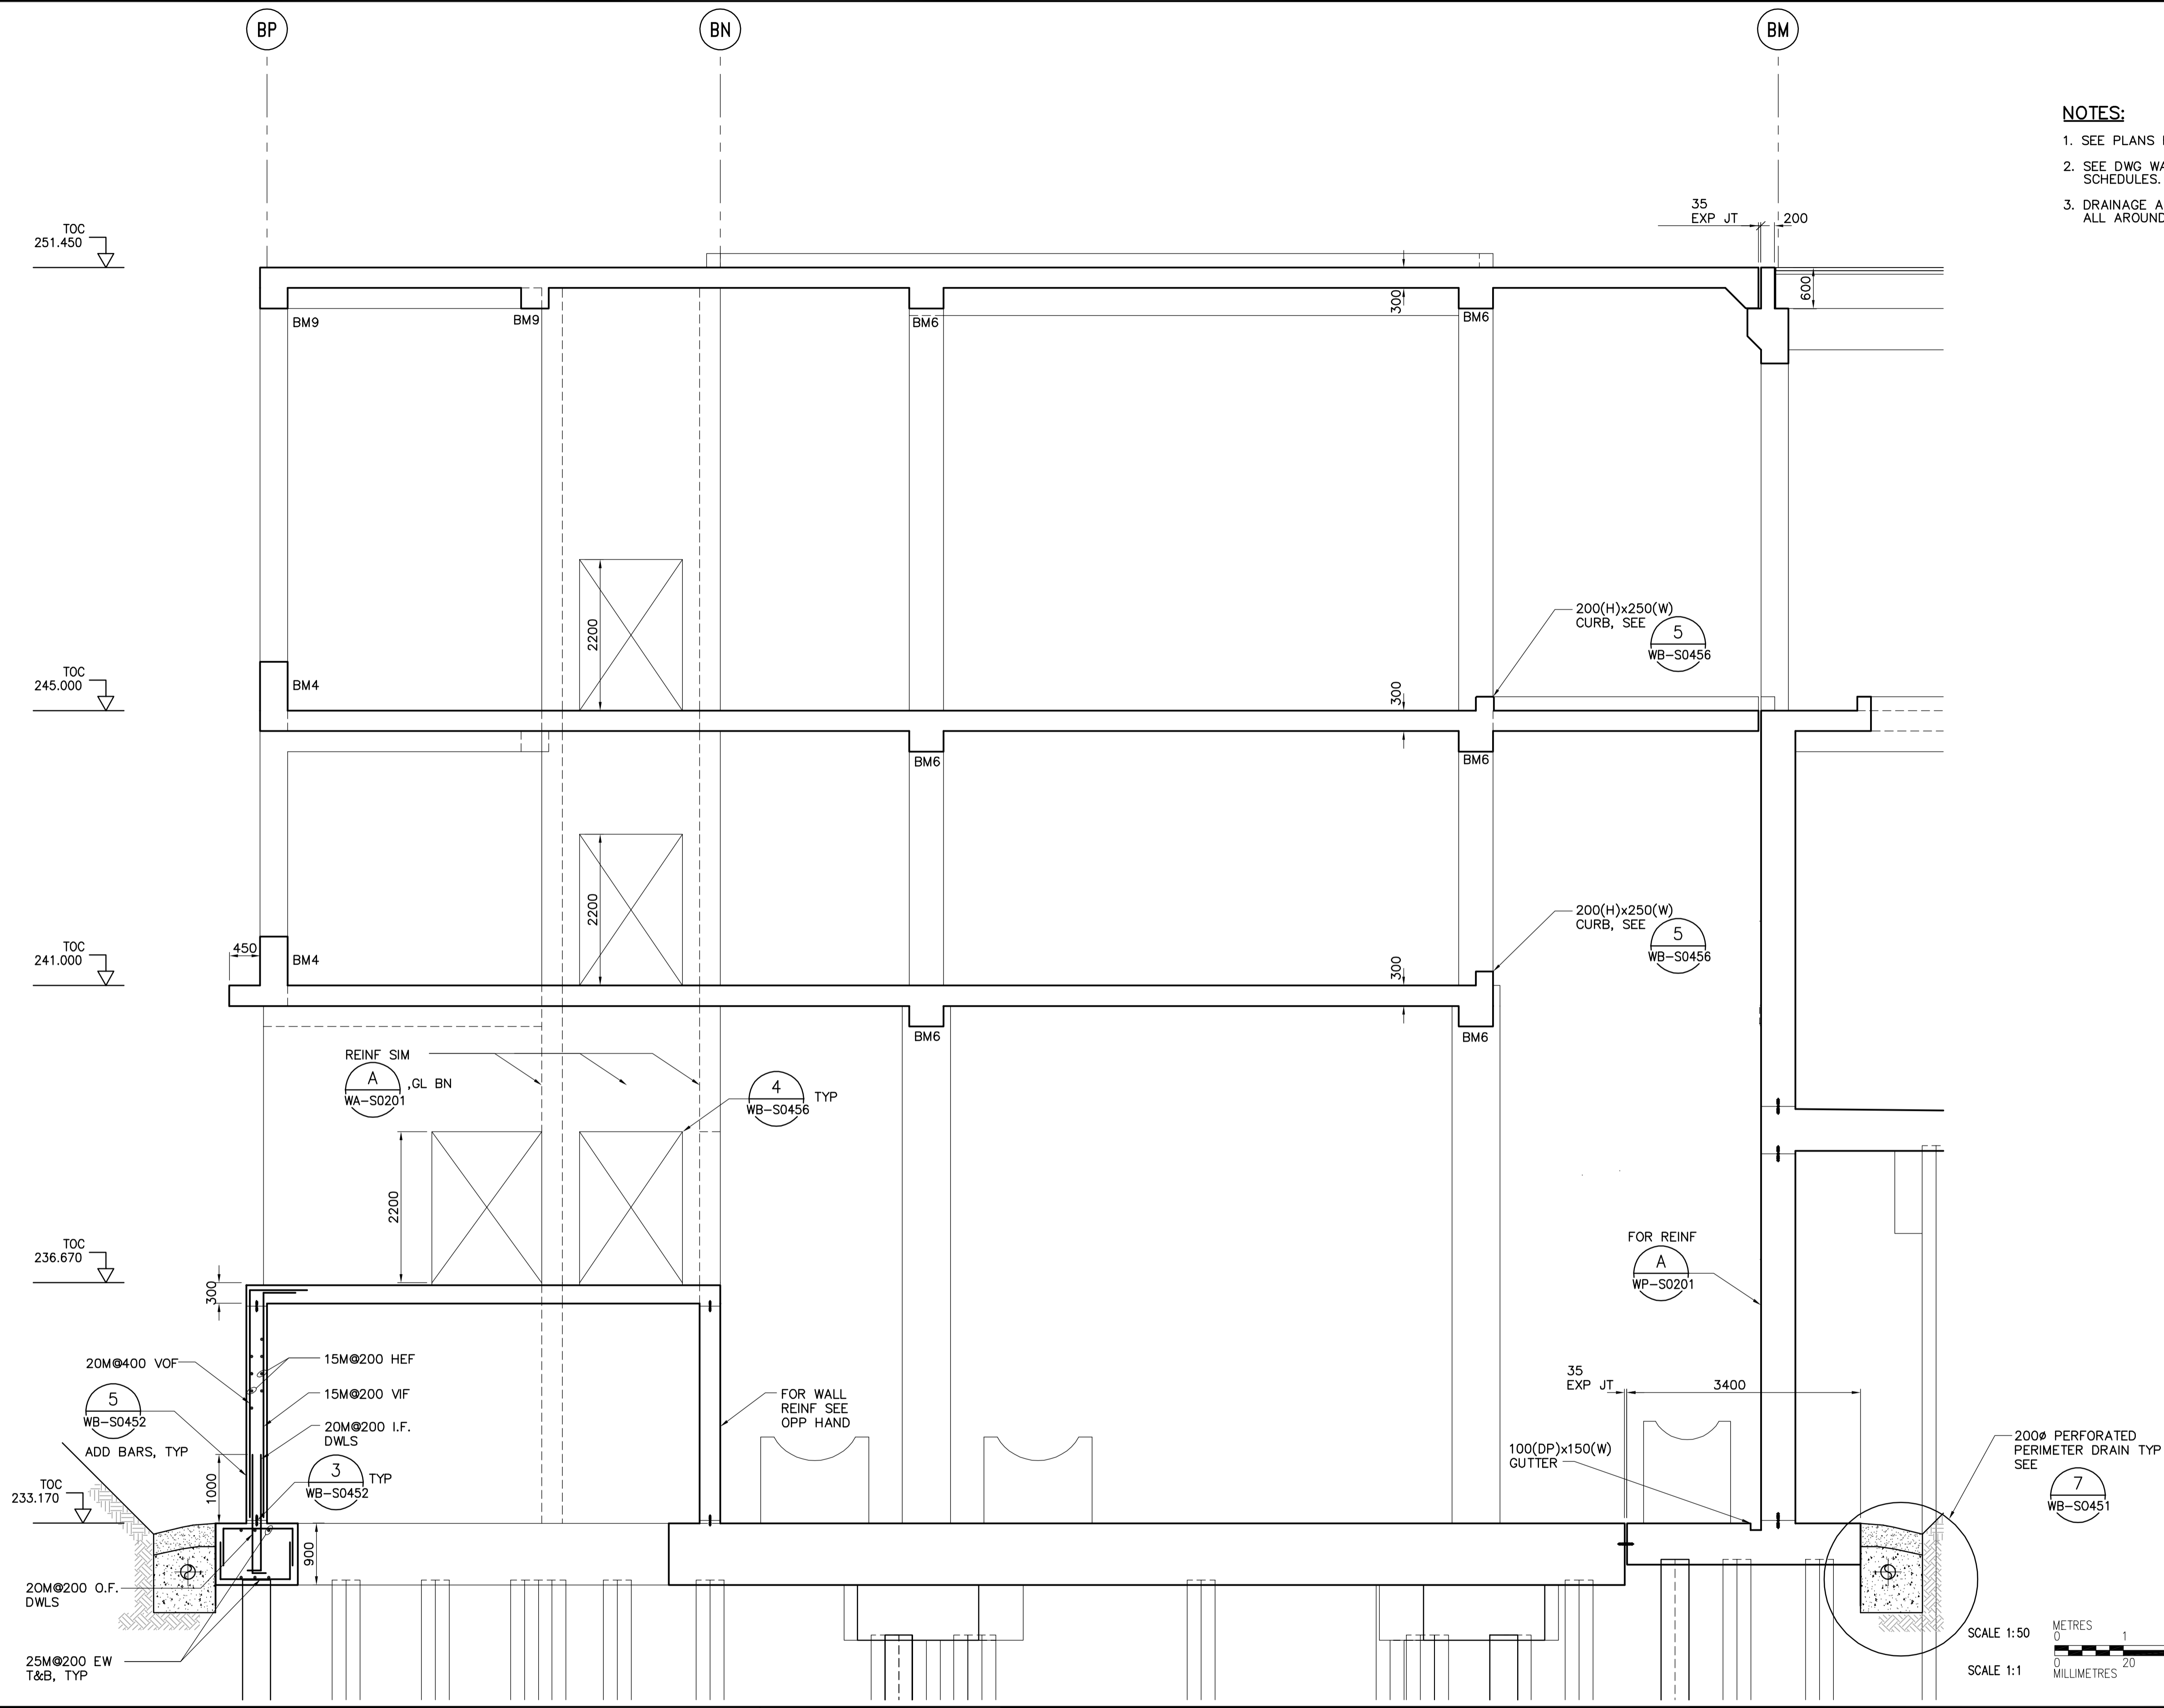 BP
BN
BM
NOTES:
1. SEE PLANS
2. SEE DWG
SCHEDULES.
3. DRAINAGE
ALL AROUND
35
EXP JT
200
TOC
251.450
600
300
BM9
BM9
BM6
BM6
2200
200(H)x250(W)
CURB, SEE
5
WB-S0456
TOC
245.000
BM4
300
BM6
BM6
2200
200(H)x250(W)
CURB, SEE
5
WB-S0456
TOC
241.000
450
BM4
300
BM6
BM6
REINF SIM
A
WA-S0201
,GL BN
4
WB-S0456
TYP
2200
FOR REINF
A
WP-S0201
TOC
236.670
300
20M@400 VOF
15M@200 HEF
5
WB-S0452
15M@200 VIF
FOR WALL
REINF SEE
OPP HAND
35
EXP JT
3400
20M@200 I.F.
DWLS
ADD BARS, TYP
3
WB-S0452
TYP
1000
100(DP)x150(W)
GUTTER
200ø PERFORATED
PERIMETER DRAIN TYP
SEE
7
WB-S0451
TOC
233.170
900
20M@200 O.F.
DWLS
25M@200 EW
T&B, TYP
SCALE 1:50
METRES
0 1
SCALE 1:1
0 20
MILLIMETRES